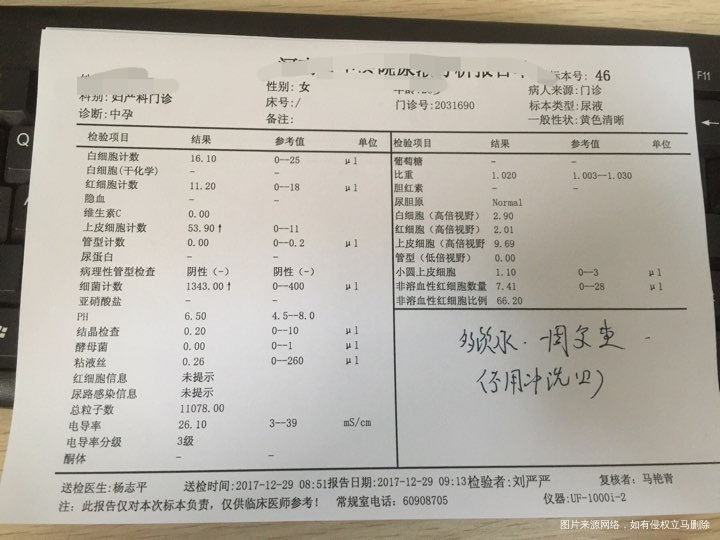 性别: 女
标本号: 46
科别: 妇产科门诊
床号:/
门诊号:2031690
病人来源: 门诊
诊断: 中孕
备注:
标本类型: 尿液
一般性状: 黄色清晰
检验项目 结果 参考值 单位
白细胞计数 16.10 0--25 μl
白细胞(干化学) - -
红细胞计数 11.20 0--18 μl
隐血 - -
维生素C 0.00
上皮细胞计数 53.90↑ 0--11
管型计数 0.00 0--0.2 μl
尿蛋白 - -
病理性管型检查 阴性 (-) 阴性 (-)
细菌计数 1343.00↑ 0--400 μl
亚硝酸盐 - -
PH 6.50 4.5--8.0
结晶检查 0.20 0--10 μl
酵母菌 0.00 0--1 μl
粘液丝 0.26 0--260 μl
红细胞信息 未提示
尿路感染信息 未提示
总粒子数 11078.00
电导率 26.10 3--39 mS/cm
电导率分级 3级
酮体 - -
检验项目 结果 参考值 单位
葡萄糖 - -
比重 1.020 1.003--1.030
胆红素 - -
尿胆原 Normal
白细胞 (高倍视野) 2.90
红细胞 (高倍视野) 2.01
上皮细胞 (高倍视野 9.69
管型 (低倍视野) 0.00
小圆上皮细胞 1.10 0--3 μl
非溶血性红细胞数量 7.41 0--28 μl
非溶血性红细胞比例 66.20
多饮水. 一周复查
送检医生: 杨志平 送检时间:2017-12-29 08:51报告日期:2017-12-29 09:13检验者: 刘严严 复核者: 马艳青
注: 此报告仅对本次标本负责, 仅供临床医师参考! 常规室电话: 60908705 仪器:UF-1000i-2
图片来源网络，如有侵权立马删除
F11
Q